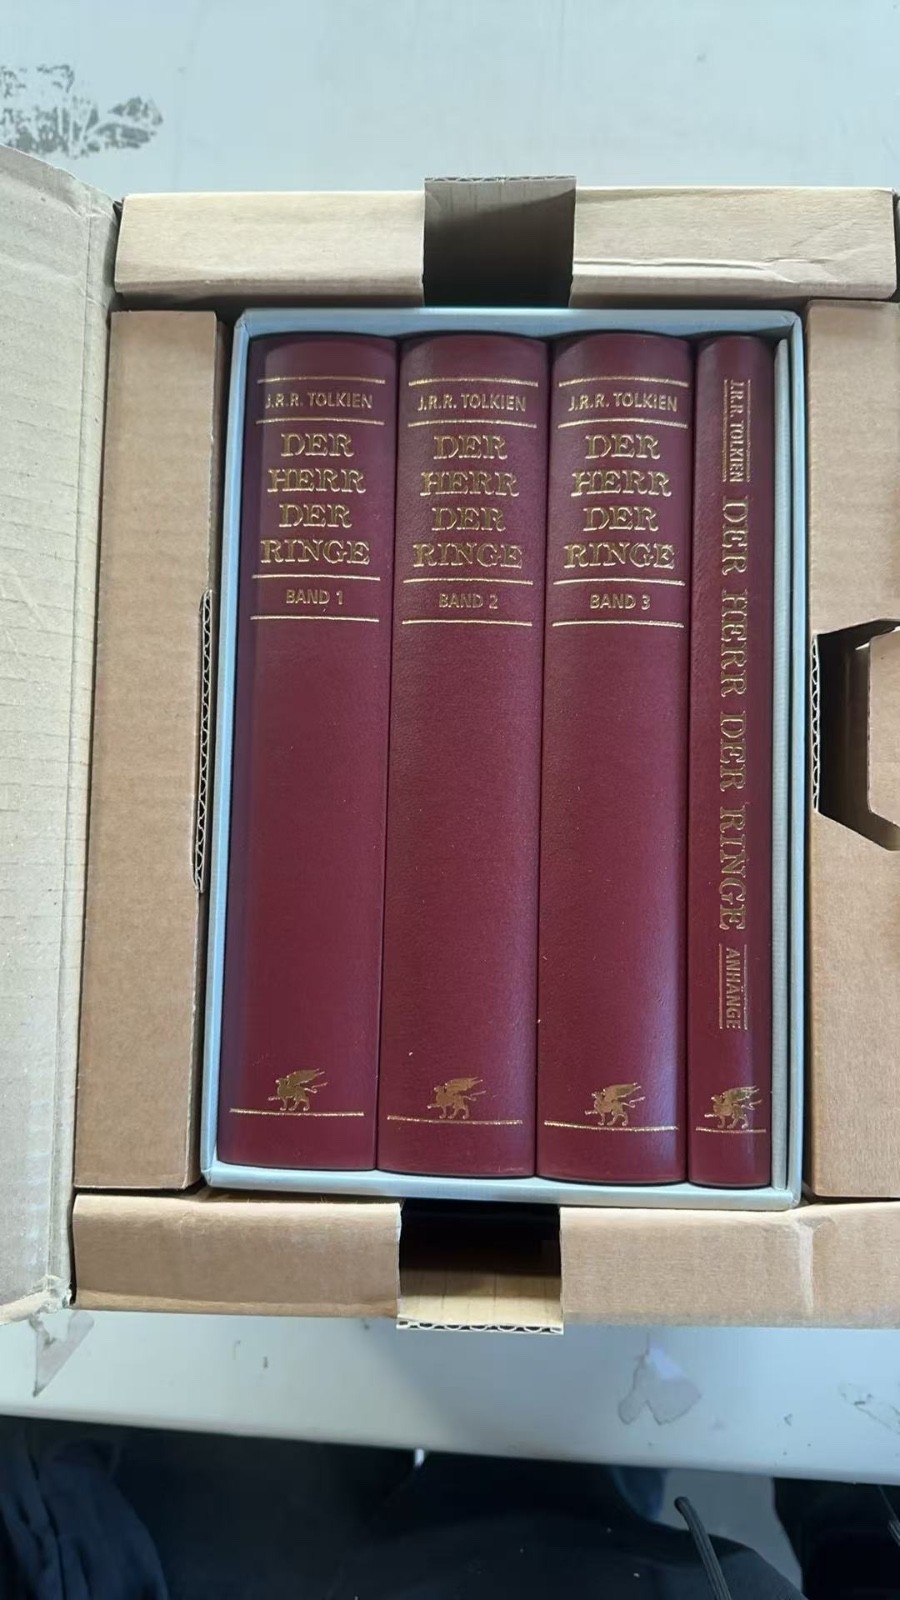 J.R.R. TOLKIEN
DER
HERR
DER
RINGE
BAND 1
J.R.R. TOLKIEN
DER
HERR
DER
RINGE
BAND 2
J.R.R. TOLKIEN
DER
HERR
DER
RINGE
BAND 3
J.R.R. TOLKIEN DER HERR DER RINGE ANHÄNGE